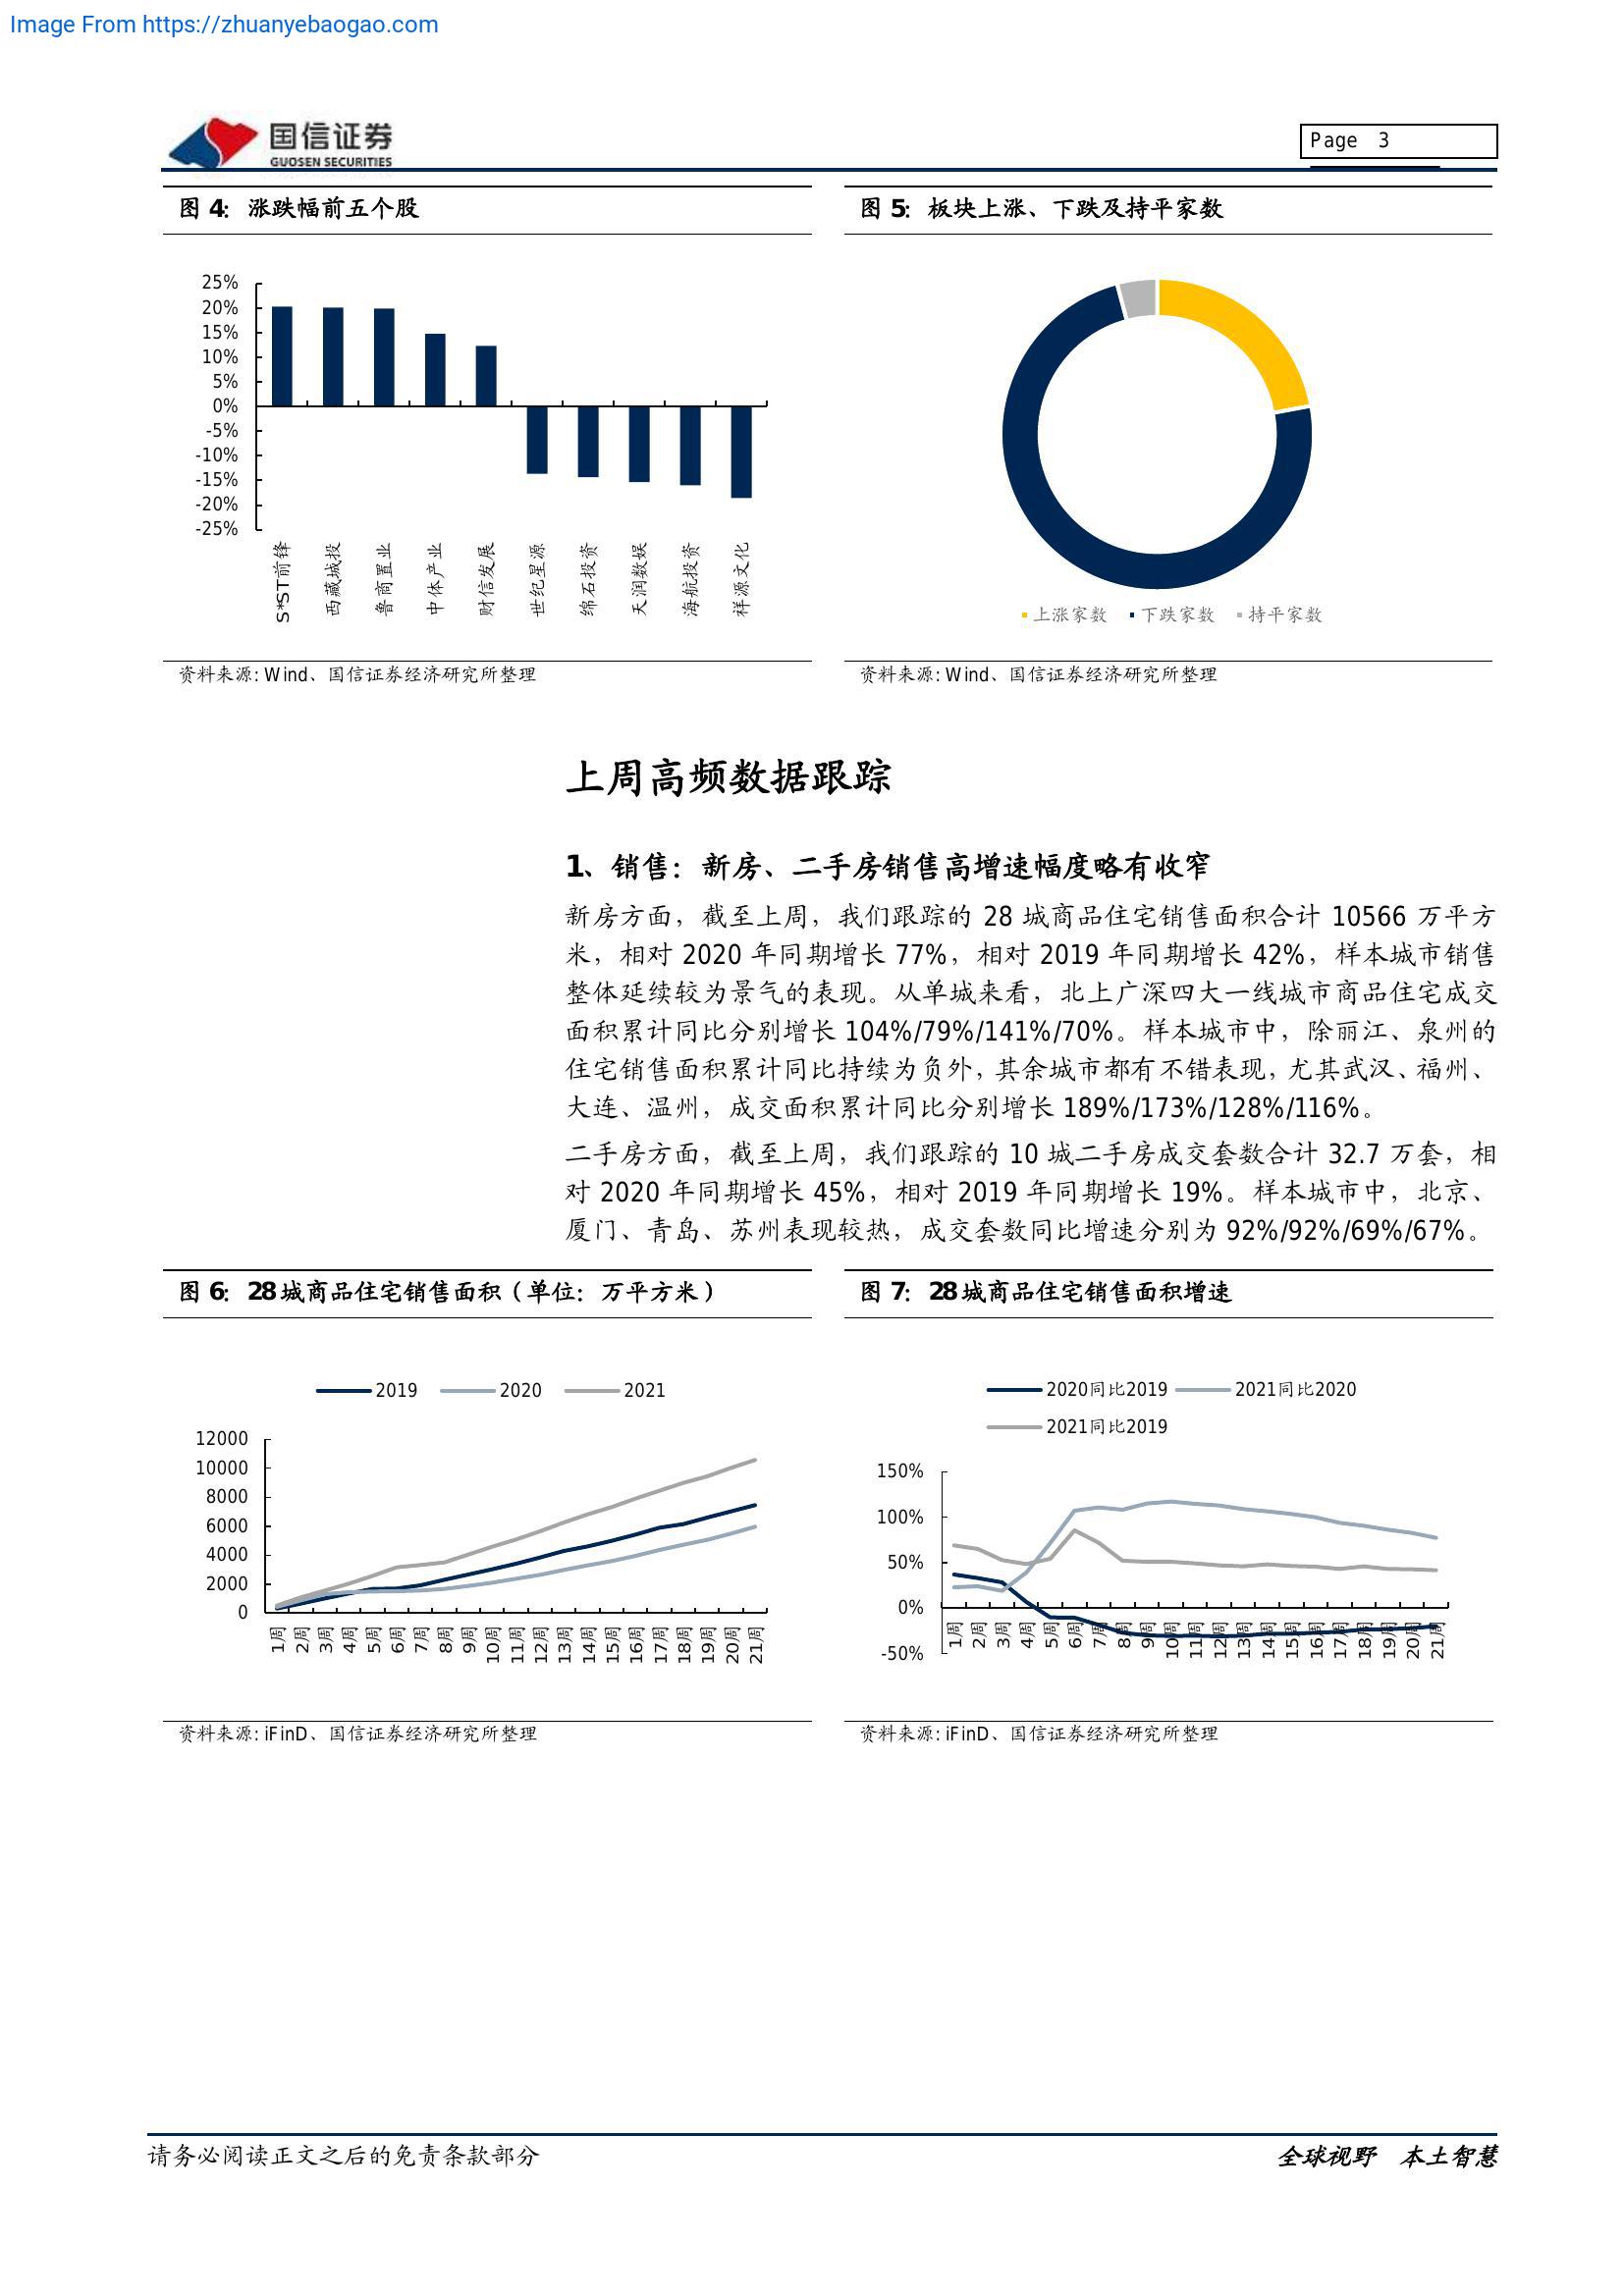 Image From https://zhuanyebaogao.com
国信证券
GUOSEN SECURITIES
Page 3
图 4：涨跌幅前五个股
25%
20%
15%
10%
5%
0%
-5%
-10%
-15%
-20%
-25%
S*ST前锋
西藏城投
鲁商置业
中体产业
财信发展
世纪星源
绵石投资
天润数娱
海航投资
祥源文化
资料来源：Wind、国信证券经济研究所整理
图 5：板块上涨、下跌及持平家数
上涨家数 下跌家数 持平家数
资料来源：Wind、国信证券经济研究所整理
上周高频数据跟踪
1、销售：新房、二手房销售高增速幅度略有收窄
新房方面，截至上周，我们跟踪的 28 城商品住宅销售面积合计 10566 万平方
米，相对 2020 年同期增长 77%，相对 2019 年同期增长 42%，样本城市销售
整体延续较为景气的表现。从单城来看，北上广深四大一线城市商品住宅成交
面积累计同比分别增长 104%/79%/141%/70%。样本城市中，除丽江、泉州的
住宅销售面积累计同比持续为负外，其余城市都有不错表现，尤其武汉、福州、
大连、温州，成交面积累计同比分别增长 189%/173%/128%/116%。
二手房方面，截至上周，我们跟踪的 10 城二手房成交套数合计 32.7 万套，相
对 2020 年同期增长 45%，相对 2019 年同期增长 19%。样本城市中，北京、
厦门、青岛、苏州表现较热，成交套数同比增速分别为 92%/92%/69%/67%。
图 6：28城商品住宅销售面积（单位：万平方米）
2019 2020 2021
12000
10000
8000
6000
4000
2000
0
1周
2周
3周
4周
5周
6周
7周
8周
9周
10周
11周
12周
13周
14周
15周
16周
17周
18周
19周
20周
21周
资料来源：iFinD、国信证券经济研究所整理
图 7：28城商品住宅销售面积增速
2020同比2019 2021同比2020
2021同比2019
150%
100%
50%
0%
-50%
1周
2周
3周
4周
5周
6周
7周
8周
9周
10周
11周
12周
13周
14周
15周
16周
17周
18周
19周
20周
21周
资料来源：iFinD、国信证券经济研究所整理
请务必阅读正文之后的免责条款部分
全球视野 本土智慧